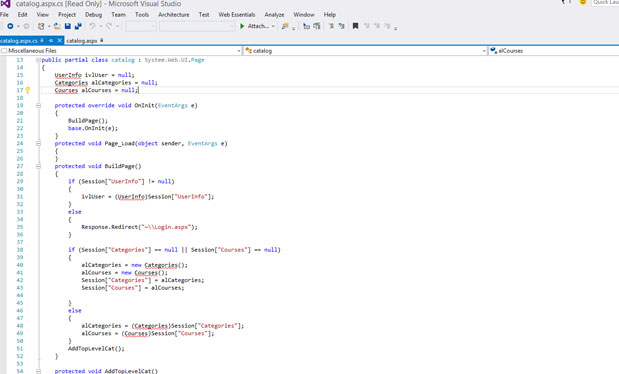 catalog.aspx.cs [Read Only] - Microsoft Visual Studio
Quick Lau
File Edit View Project Debug Team Tools Architecture Test Web Essentials Analyze Window Help
Attach...
catalog.aspx.cs catalog.aspx
Miscellaneous Files catalog alCourses
13 public partial class catalog : System.Web.UI.Page
14 {
15 UserInfo ivlUser = null;
16 Categories alCategories = null;
17 Courses alCourses = null;
18
19 protected override void OnInit(EventArgs e)
20 {
21 BuildPage();
22 base.OnInit(e);
23 }
24 protected void Page_Load(object sender, EventArgs e)
25 {
26 }
27 protected void BuildPage()
28 {
29 if (Session["UserInfo"] != null)
30 {
31 ivlUser = (UserInfo)Session["UserInfo"];
32 }
33 else
34 {
35 Response.Redirect("~\\Login.aspx");
36 }
37
38 if (Session["Categories"] == null || Session["Courses"] == null)
39 {
40 alCategories = new Categories();
41 alCourses = new Courses();
42 Session["Categories"] = alCategories;
43 Session["Courses"] = alCourses;
44
45 }
46 else
47 {
48 alCategories = (Categories)Session["Categories"];
49 alCourses = (Courses)Session["Courses"];
50 }
51 AddTopLevelCat();
52 }
53
54 protected void AddTopLevelCat()